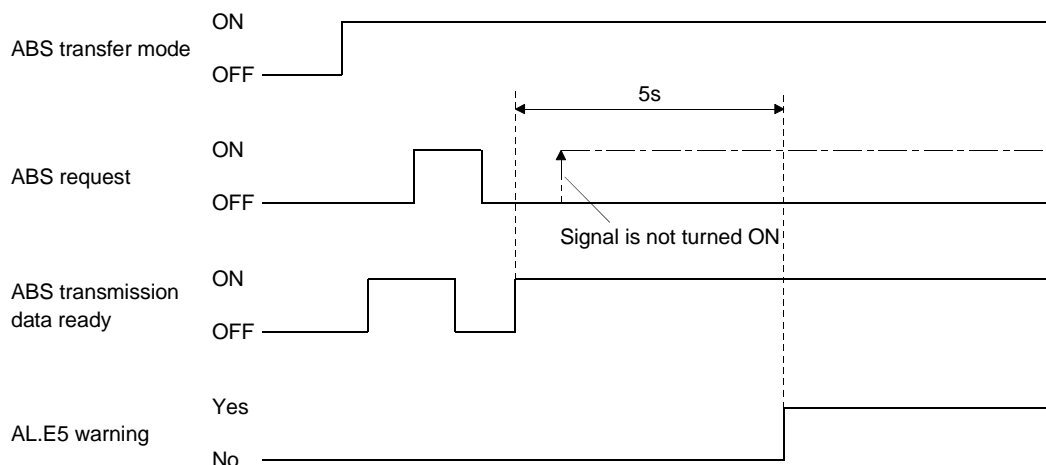 ABS transfer mode
ON
OFF
5s
ABS request
ON
OFF
Signal is not turned ON
ABS transmission
data ready
ON
OFF
AL.E5 warning
Yes
No